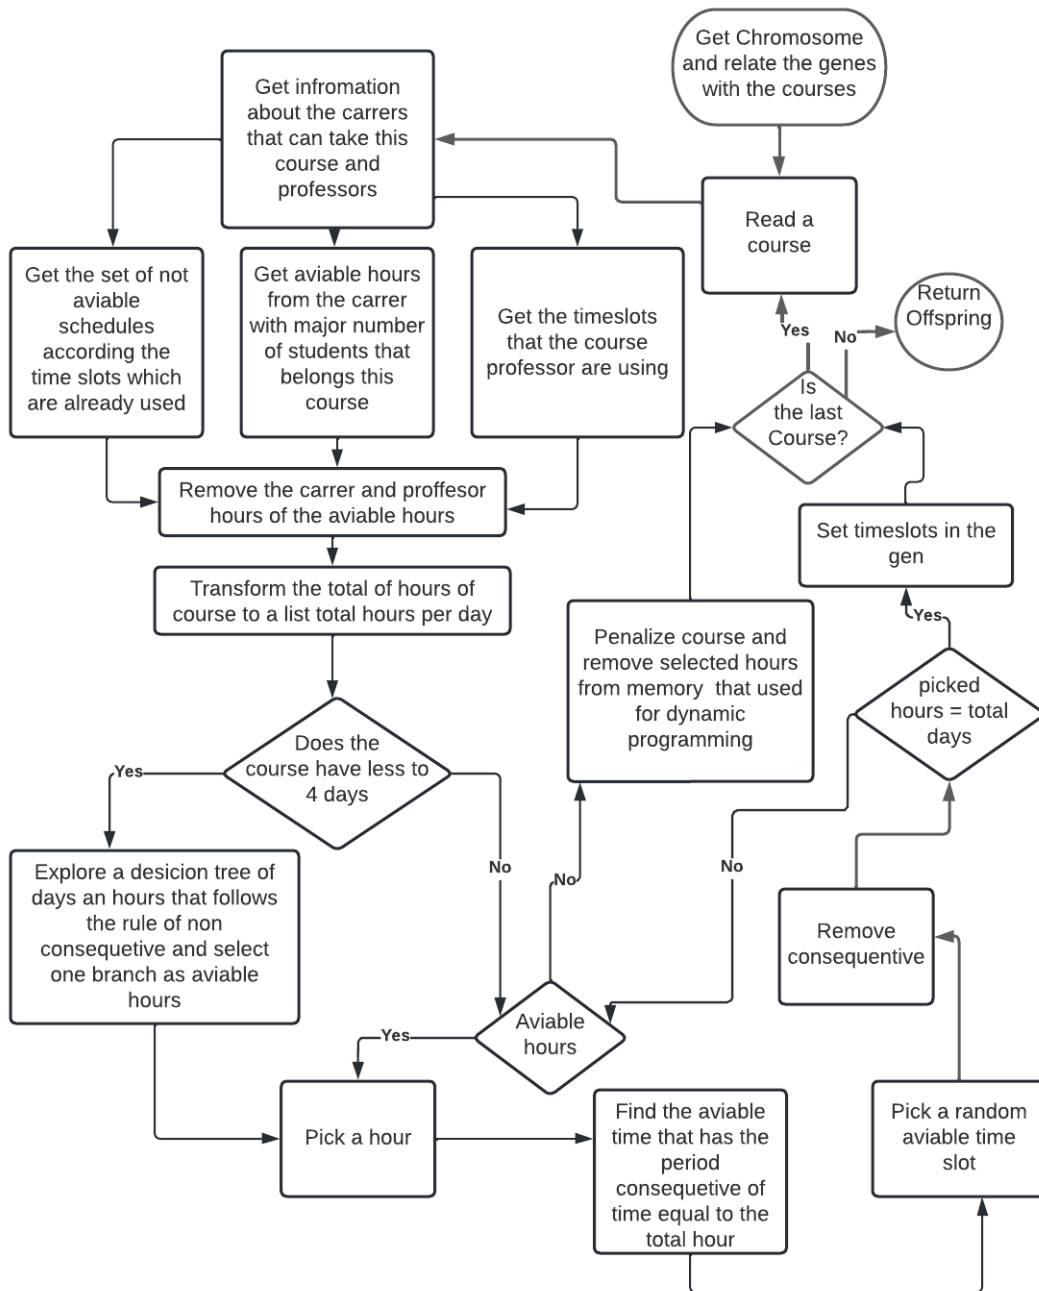 Get Chromosome
and relate the genes
with the courses
Get infromation
about the carrers
that can take this
course and
professors
Read a
course
Get the set of not
aviable
schedules
according the
time slots which
are already used
Get aviable hours
from the carrer
with major number
of students that
belongs this
course
Get the timeslots
that the course
professor are using
Return
Offspring
Yes
No
Is
the last
Course?
Remove the carrer and proffesor
hours of the aviable hours
Set timeslots in the
gen
Transform the total of hours of
course to a list total hours per day
Yes
Penalize course and
remove selected hours
from memory that used
for dynamic
programming
picked
hours = total
days
Does the
course have less to
4 days
Yes
No
No
No
Explore a desicion tree of
days an hours that follows
the rule of non
consequetive and select
one branch as aviable
hours
Remove
consequentive
Aviable
hours
Yes
Pick a hour
Find the aviable
time that has the
period
consequetive of
time equal to the
total hour
Pick a random
aviable time
slot